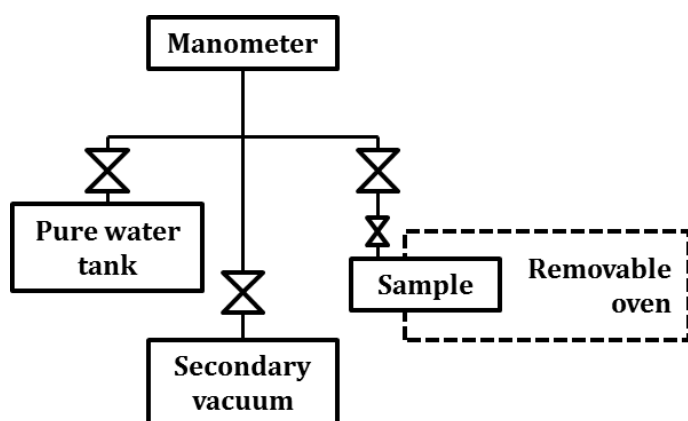 Manometer
Pure water
tank
Sample
Removable
oven
Secondary
vacuum